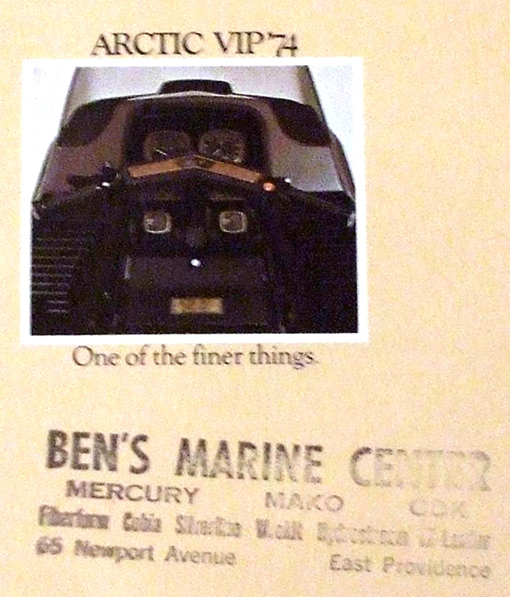 ARCTIC VIP '74
One of the finer things.
BEN'S MARINE CENTER
MERCURY MAKO
Fiberform Cobia Silverline
65 Newport Avenue East Providence